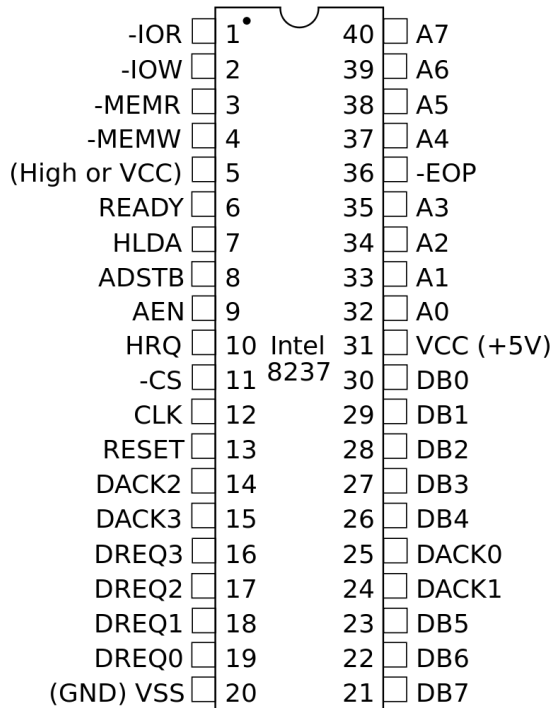 -IOR 1 40 A7
-IOW 2 39 A6
-MEMR 3 38 A5
-MEMW 4 37 A4
(High or VCC) 5 36 -EOP
READY 6 35 A3
HLDA 7 34 A2
ADSTB 8 33 A1
AEN 9 32 A0
HRQ 10 Intel 31 VCC (+5V)
8237
-CS 11 30 DB0
CLK 12 29 DB1
RESET 13 28 DB2
DACK2 14 27 DB3
DACK3 15 26 DB4
DREQ3 16 25 DACK0
DREQ2 17 24 DACK1
DREQ1 18 23 DB5
DREQ0 19 22 DB6
(GND) VSS 20 21 DB7